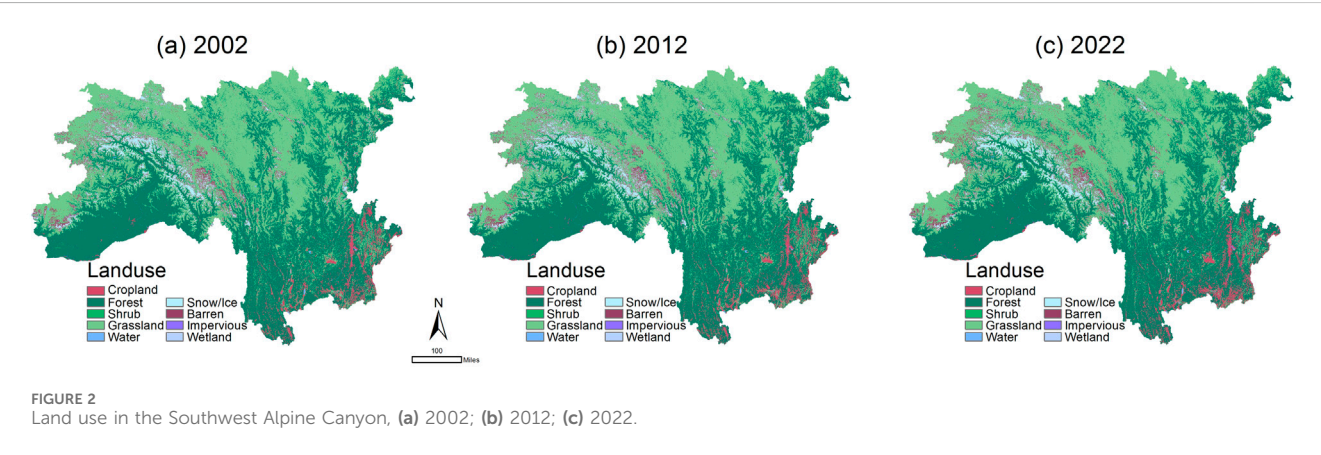 (a) 2002
(b) 2012
(c) 2022
Landuse
Cropland
Forest
Shrub
Grassland
Water
Snow/Ice
Barren
Impervious
Wetland
N
100
Miles
Landuse
Cropland
Forest
Shrub
Grassland
Water
Snow/Ice
Barren
Impervious
Wetland
Landuse
Cropland
Forest
Shrub
Grassland
Water
Snow/Ice
Barren
Impervious
Wetland
FIGURE 2
Land use in the Southwest Alpine Canyon, (a) 2002; (b) 2012; (c) 2022.